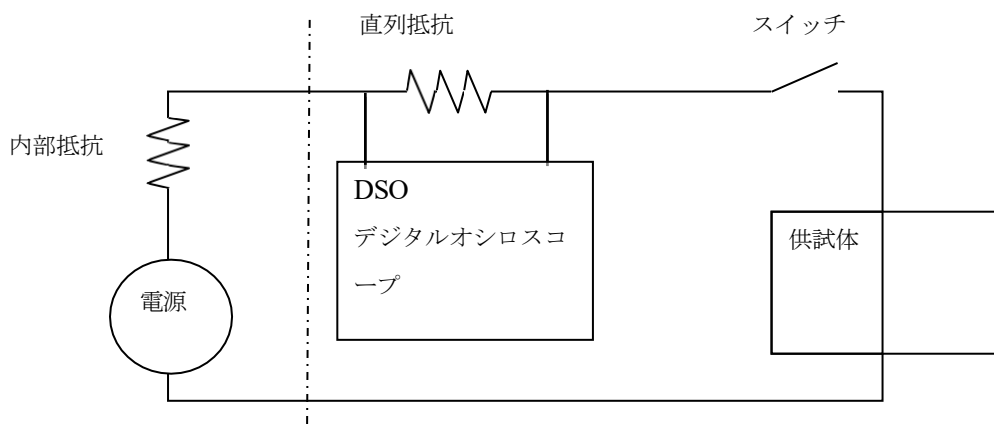 直列抵抗
スイッチ
内部抵抗
DSO
デジタルオシロスコ
ープ
供試体
電源